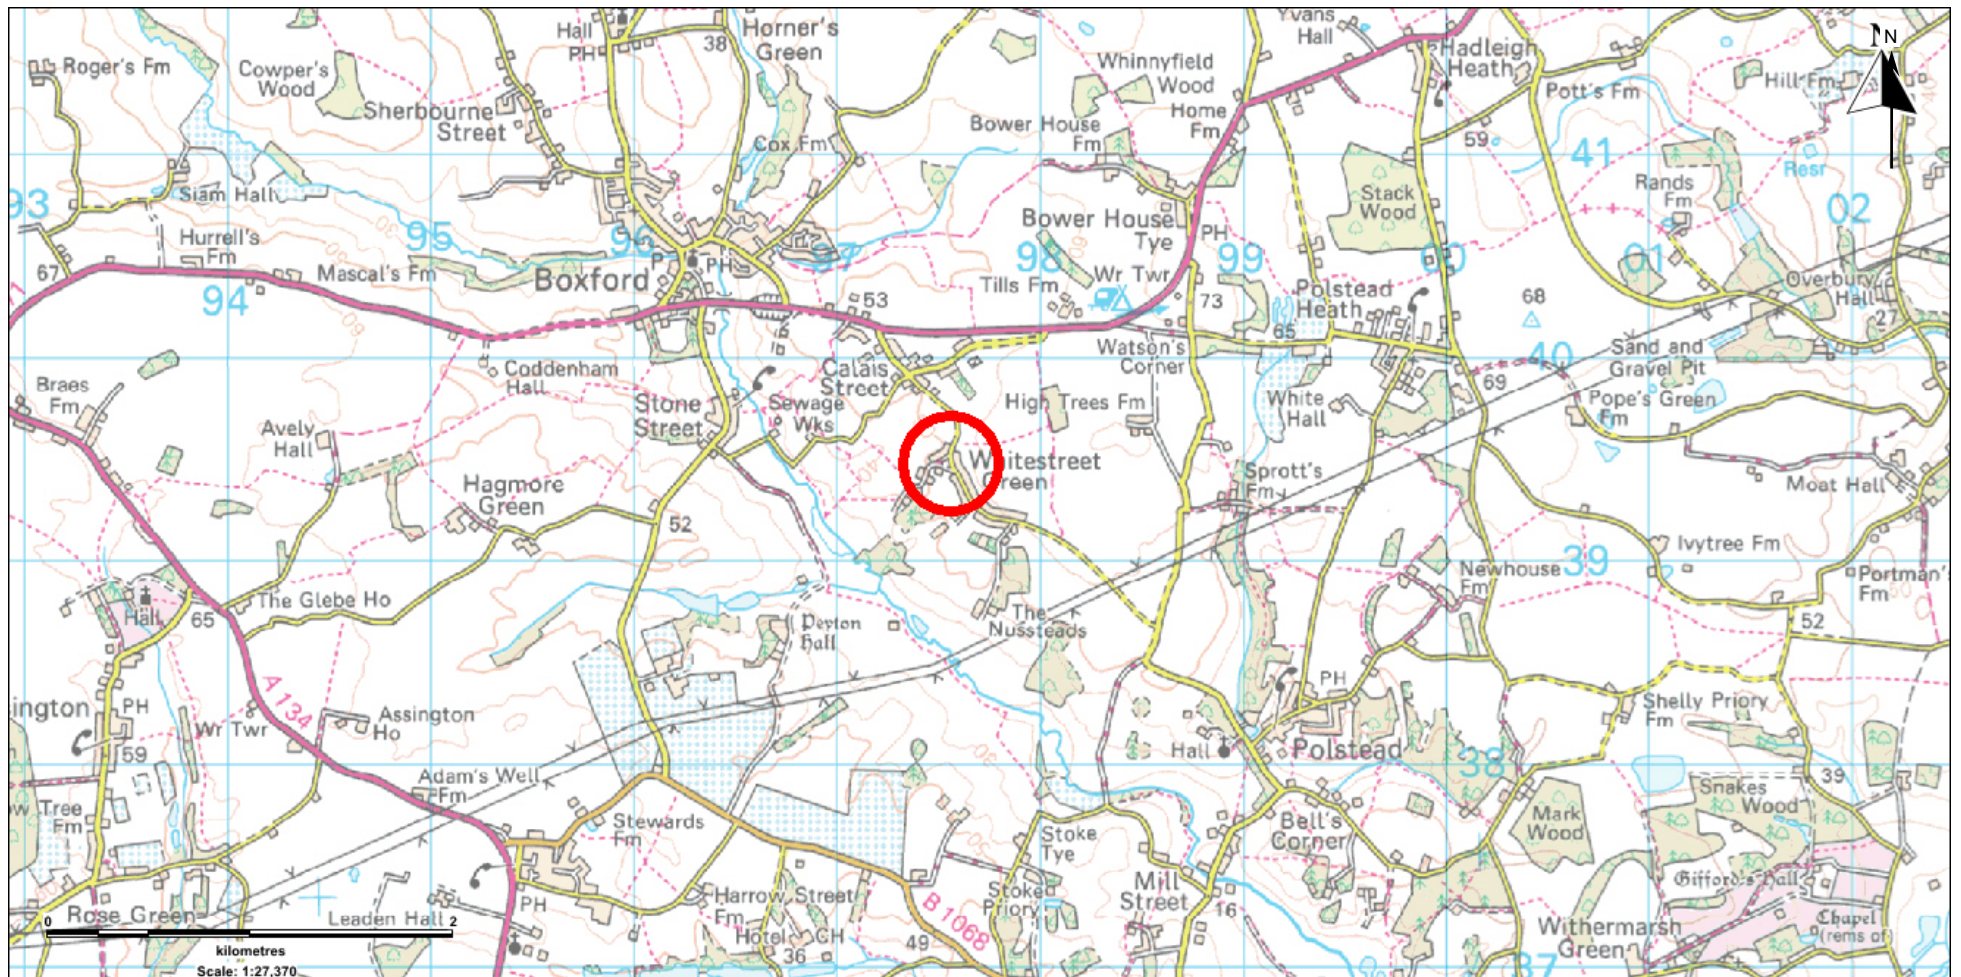 Roger's Fm
Cowper's
Wood
Sherbourne
Street
Hall
PH
38
Horner's
Green
Cox Fm
Whinnyfield
Wood
Home
Fm
Bower House
Fm
Hall
Hadleigh
Heath
Pott's Fm
Hill Fm
N
59
41
Resr
Rands
Fm
02
93
Siam Hall
Hurrell's
Fm
67
94
95
Mascal's Fm
Boxford
P
PH
97
53
Bower House
Tye
PH
98
99
Tills Fm
Wr Twr
73
Stack
Wood
01
Polstead
Heath
65
68
Overbury
Hall
27
40
Sand and
Gravel Pit
69
Pope's Green
Fm
Braes
Fm
Coddenham
Hall
Avely
Hall
Stone
Street
Calais
Street
Sewage
Wks
Watson's
Corner
High Trees Fm
White
Hall
Hagmore
Green
52
Whitestreet
Green
Sprott's
Fm
Moat Hall
Ivytree Fm
39
Newhouse
Fm
Portman's
Fm
52
Hall
65
The Glebe Ho
Peyton
Hall
The
Nussteads
A 134
ington
PH
59
Wr Twr
Assington
Ho
Adam's Well
Fm
Hall
Polstead
PH
38
Shelly Priory
Fm
39
Snakes
Wood
Mark
Wood
Tree
Fm
Stewards
Fm
Stoke
Tye
Bell's
Corner
Mill
Street
16
Stoke
Priory
Gifford's Hall
Chapel
(rems of)
Withermarsh
Green
37
Rose Green
Leaden Hall
PH
Harrow Street
Fm
Hotel
CH
36
49
B 1068
0
2
kilometres
Scale: 1:27,370